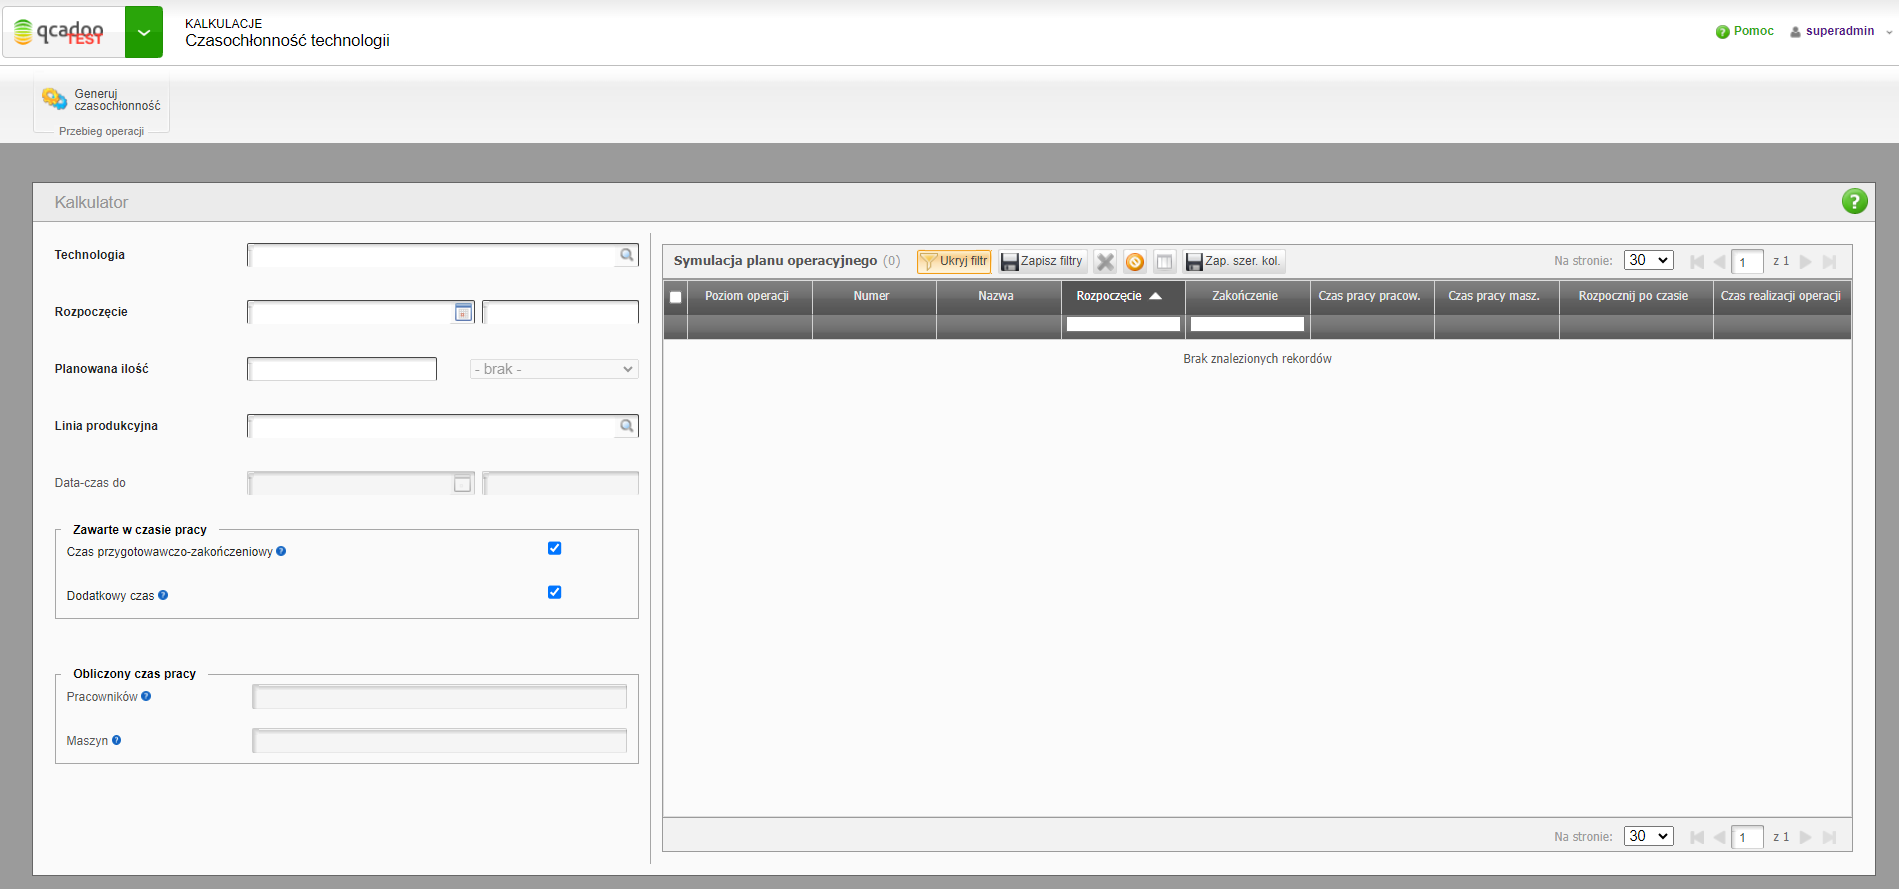 qcadoo
TEST
KALKULACJE
Czasochłonność technologii
Pomoc
superadmin
Generuj
czasochłonność
Przebieg operacji
Kalkulator
Technologia
Rozpoczęcie
Planowana ilość
- brak -
Linia produkcyjna
Data-czas do
Zawarte w czasie pracy
Czas przygotowawczo-zakończeniowy
Dodatkowy czas
Obliczony czas pracy
Pracowników
Maszyn
Symulacja planu operacyjnego (0)
Ukryj filtr
Zapisz filtry
Zap. szer. kol.
Na stronie: 30
1 z 1
Poziom operacji
Numer
Nazwa
Rozpoczęcie
Zakończenie
Czas pracy pracow.
Czas pracy masz.
Rozpocznij po czasie
Czas realizacji operacji
Brak znalezionych rekordów
Na stronie: 30
1 z 1